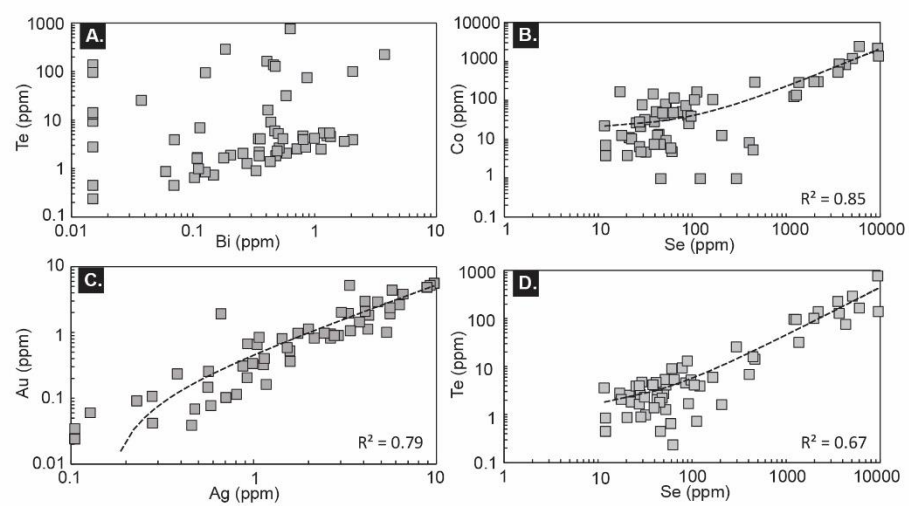 A.
1000
100
10
1
0.1
Te (ppm)
0.01
0.1
1
10
Bi (ppm)
B.
10000
1000
100
10
1
0.1
Co (ppm)
1
10
100
1000
10000
Se (ppm)
R² = 0.85
C.
10
1
0.1
0.01
Au (ppm)
0.1
1
10
Ag (ppm)
R² = 0.79
D.
1000
100
10
1
0.1
Te (ppm)
1
10
100
1000
10000
Se (ppm)
R² = 0.67